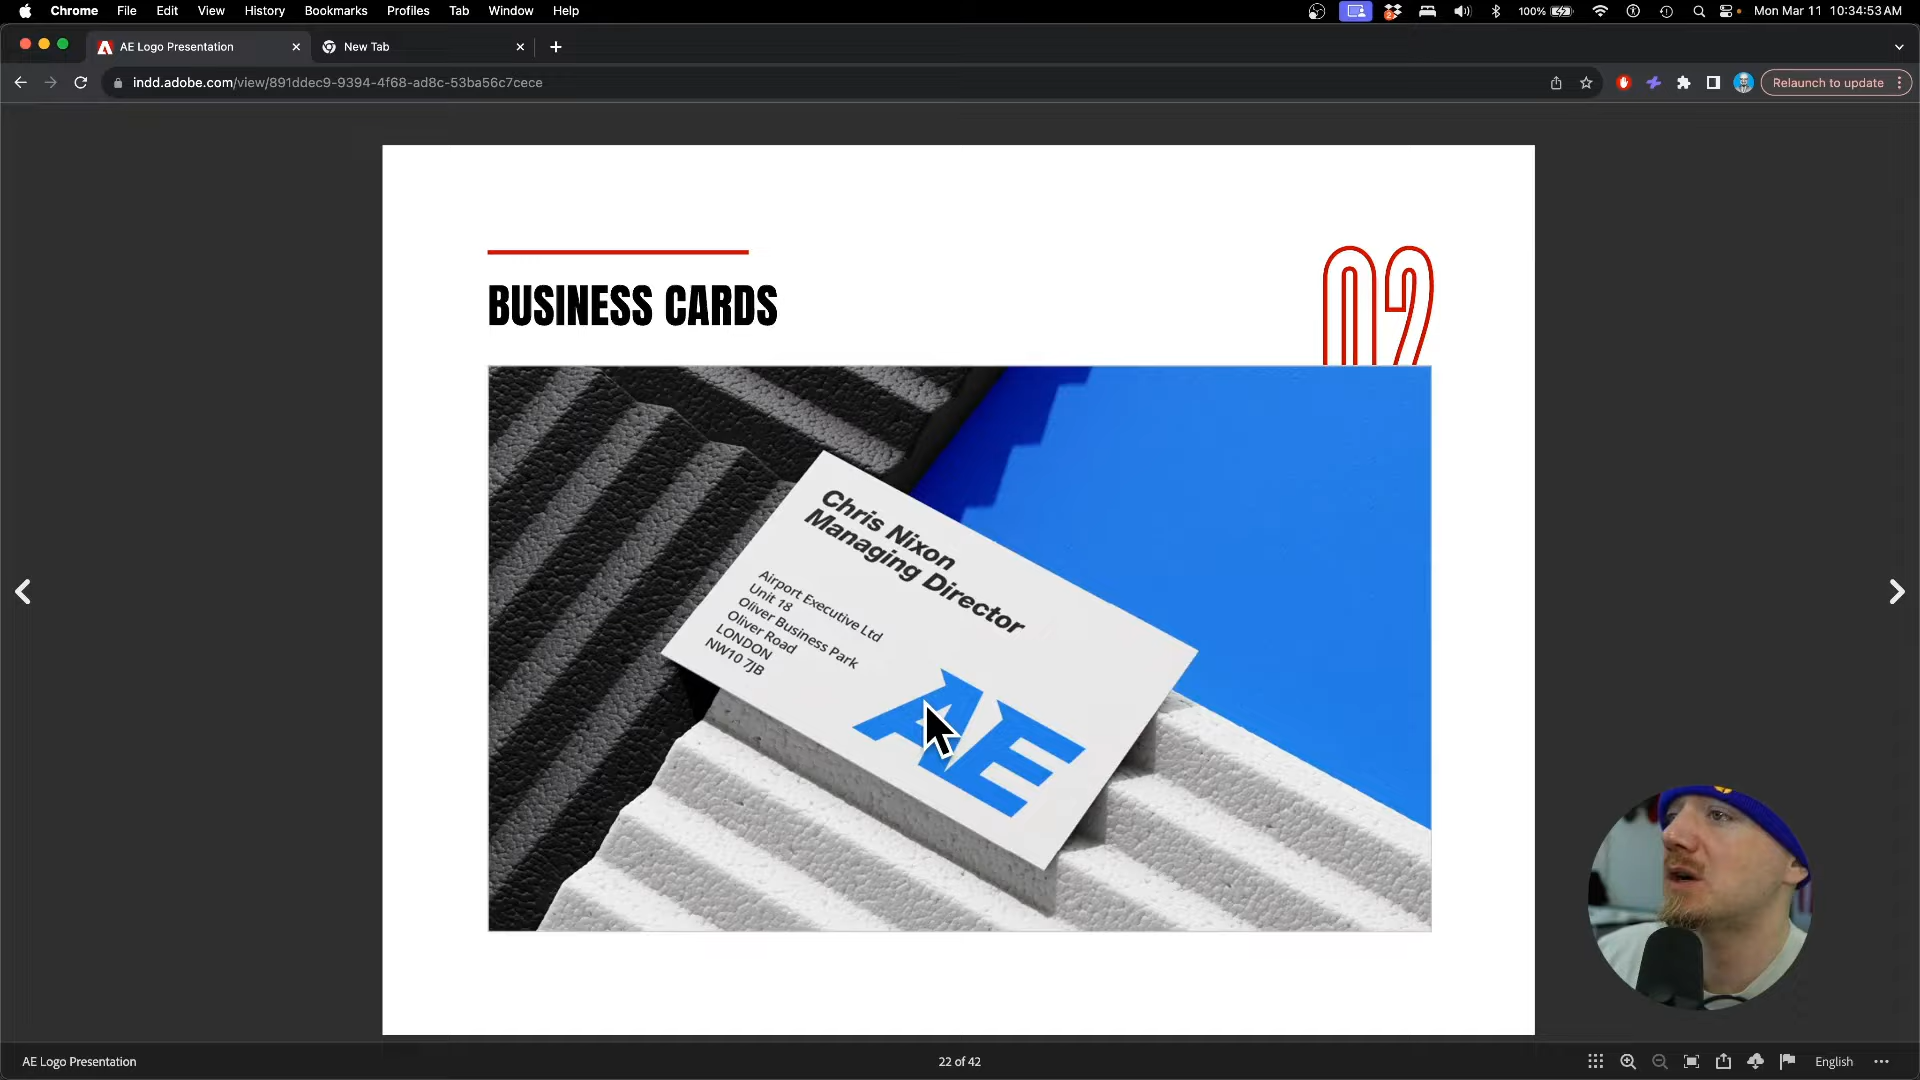 Chrome File Edit View History Bookmarks Profiles Tab Window Help
100% Mon Mar 11 10:34:53 AM
AE Logo Presentation New Tab
indd.adobe.com/view/891ddec9-9394-4f68-ad8c-53ba56c7cece
Relaunch to update
BUSINESS CARDS
02
Chris Nixon
Managing Director
Airport Executive Ltd
Unit 18
Oliver Business Park
Oliver Road
LONDON
NW10 7JB
AE
AE Logo Presentation
22 of 42
English